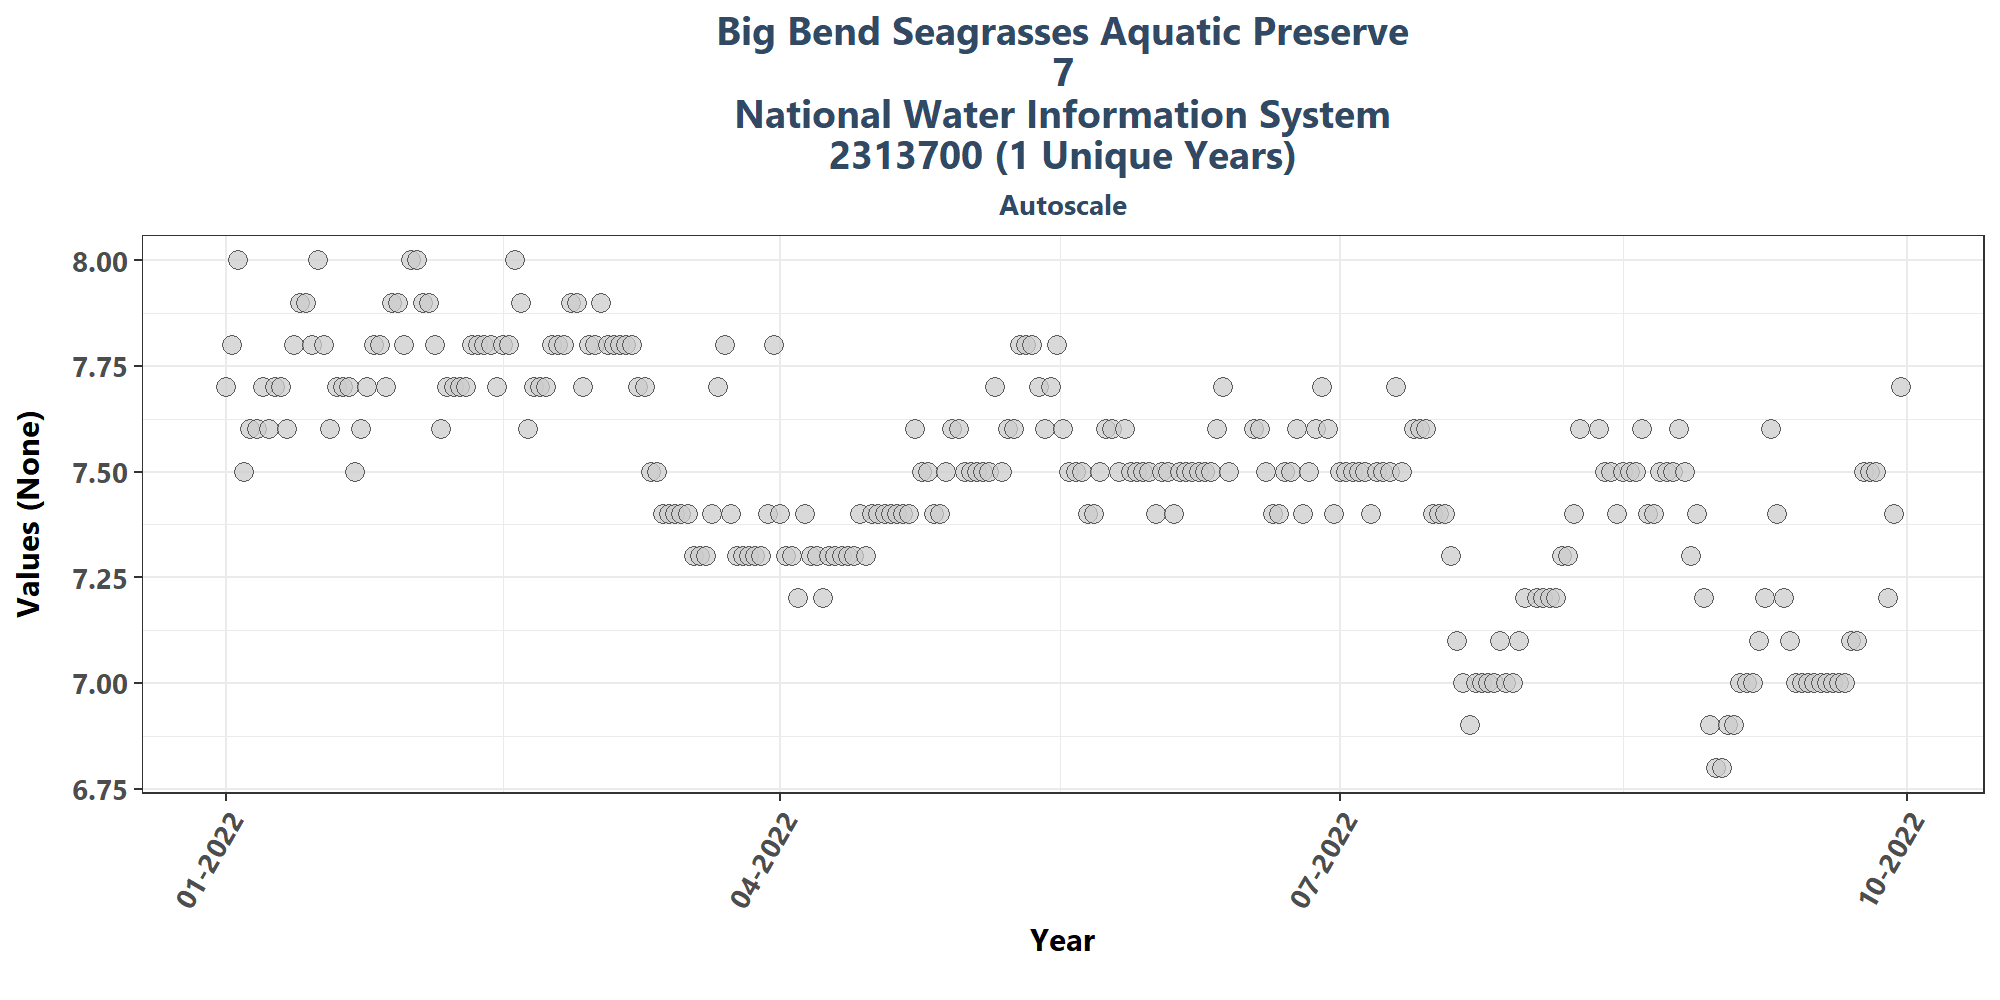 Big Bend Seagrasses Aquatic Preserve
7
National Water Information System
2313700 (1 Unique Years)
Autoscale
8.00
7.75
7.50
7.25
7.00
6.75
Values (None)
01-2022
04-2022
07-2022
10-2022
Year